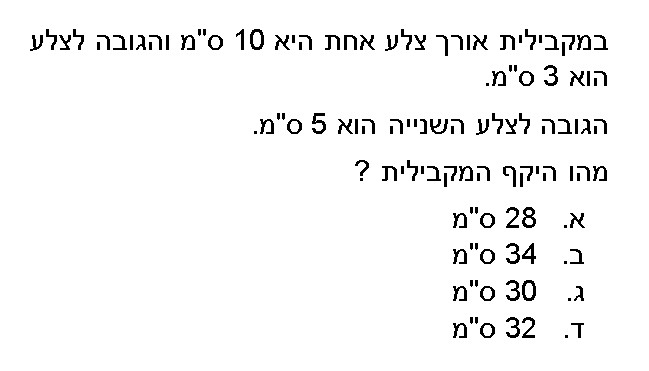 במקבילית אורך צלע אחת היא 10 ס"מ והגובה לצלע
הוא 3 ס"מ.
הגובה לצלע השנייה הוא 5 ס"מ.
מהו היקף המקבילית ?
א. 28 ס"מ
ב. 34 ס"מ
ג. 30 ס"מ
ד. 32 ס"מ